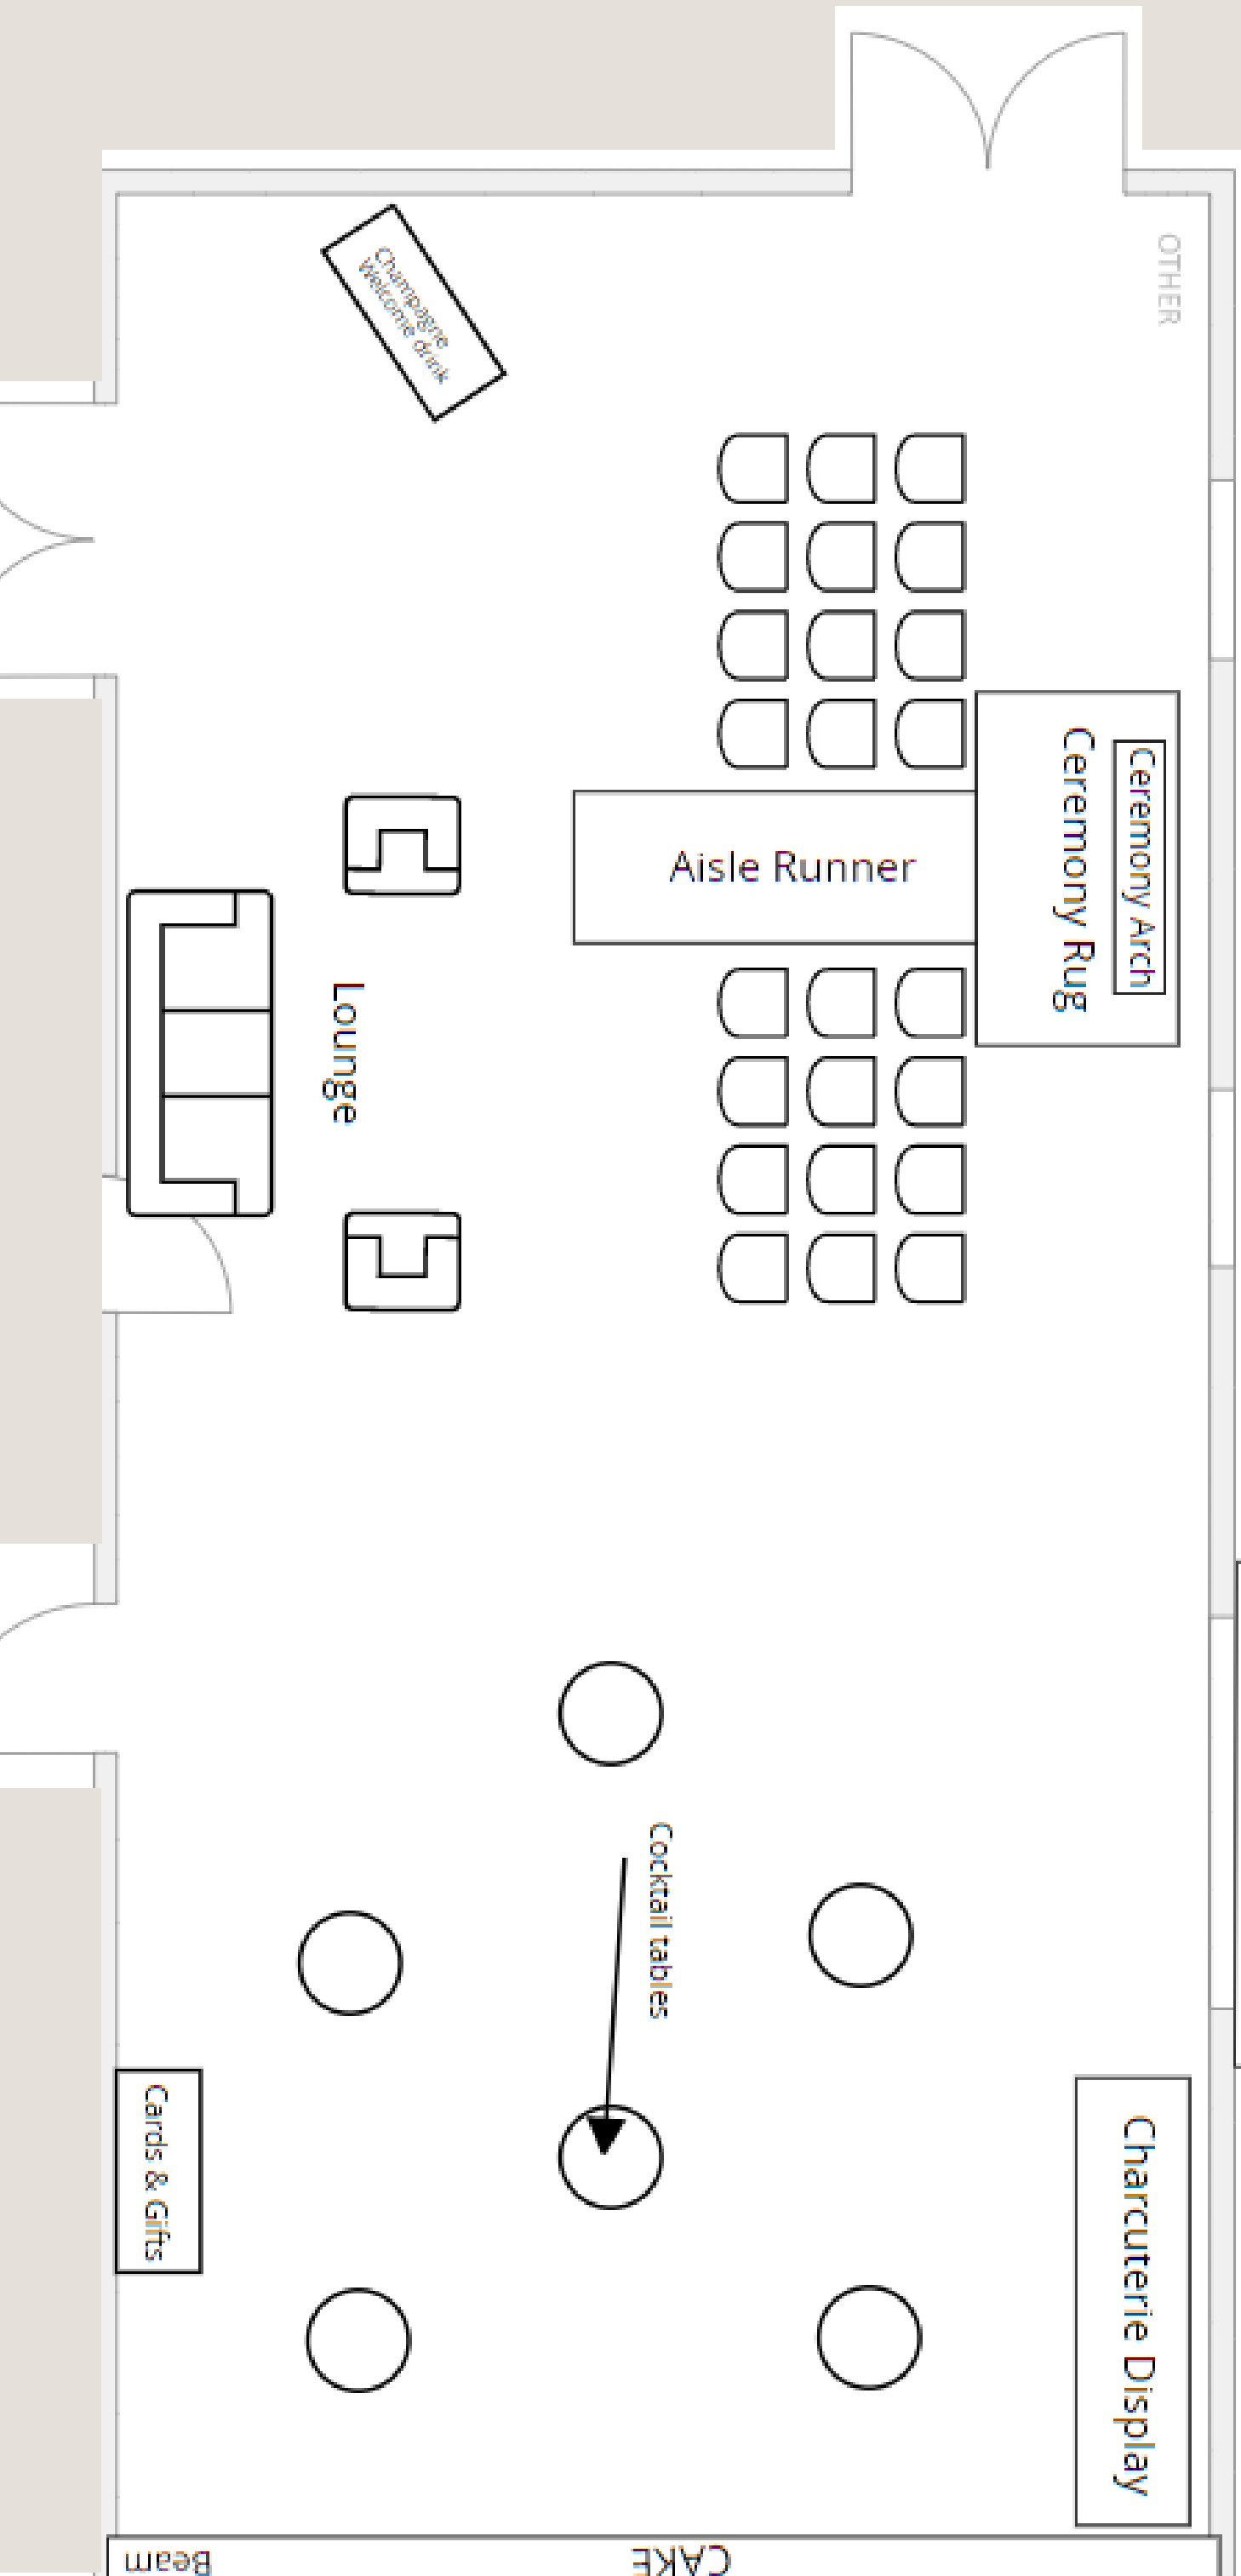 OTHER
Champagne
Welcome drink
Ceremony Arch
Ceremony Rug
Aisle Runner
Lounge
Cocktail tables
Cards & Gifts
Charcuterie Display
Beam
CAKE